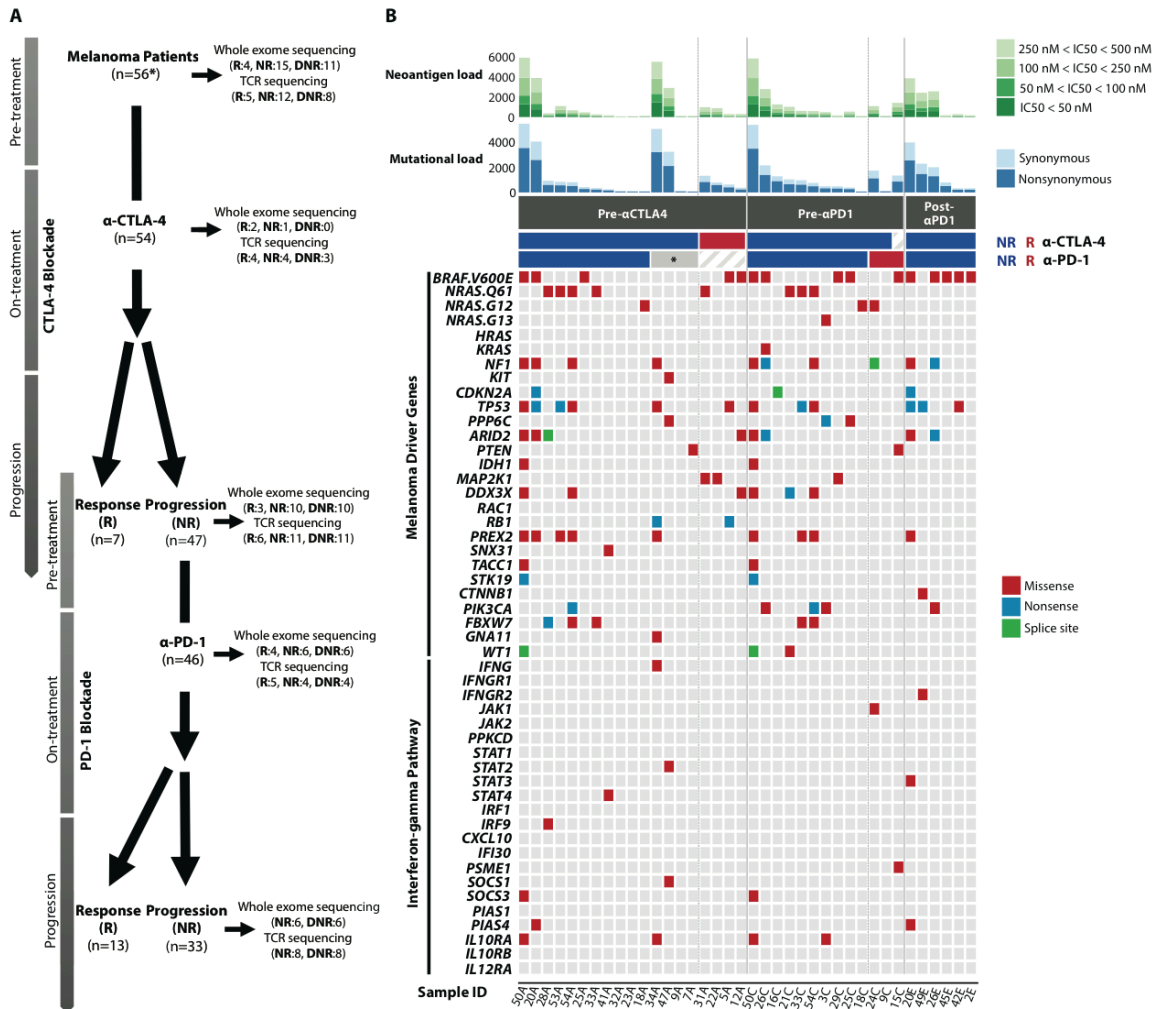 A
Pre-treatment
On-treatment
Progression
CTLA-4 Blockade
Pre-treatment
On-treatment
Progression
PD-1 Blockade
Melanoma Patients
(n=56*)
Whole exome sequencing
(R:4, NR:15, DNR:11)
TCR sequencing
(R:5, NR:12, DNR:8)
α-CTLA-4
(n=54)
Whole exome sequencing
(R:2, NR:1, DNR:0)
TCR sequencing
(R:4, NR:4, DNR:3)
Response
(R)
(n=7)
Progression
(NR)
(n=47)
Whole exome sequencing
(R:3, NR:10, DNR:10)
TCR sequencing
(R:6, NR:11, DNR:11)
α-PD-1
(n=46)
Whole exome sequencing
(R:4, NR:6, DNR:6)
TCR sequencing
(R:5, NR:4, DNR:4)
Response
(R)
(n=13)
Progression
(NR)
(n=33)
Whole exome sequencing
(NR:6, DNR:6)
TCR sequencing
(NR:8, DNR:8)
B
Neoantigen load
6000
4000
2000
0
250 nM < IC50 < 500 nM
100 nM < IC50 < 250 nM
50 nM < IC50 < 100 nM
IC50 < 50 nM
Mutational load
4000
2000
0
Synonymous
Nonsynonymous
Pre-αCTLA4
Pre-αPD1
Post-
αPD1
NR R α-CTLA-4
*
NR R α-PD-1
Melanoma Driver Genes
BRAF.V600E
NRAS.Q61
NRAS.G12
NRAS.G13
HRAS
KRAS
NF1
KIT
CDKN2A
TP53
PPP6C
ARID2
PTEN
IDH1
MAP2K1
DDX3X
RAC1
RB1
PREX2
SNX31
TACC1
STK19
CTNNB1
PIK3CA
FBXW7
GNA11
WT1
Missense
Nonsense
Splice site
Interferon-gamma Pathway
IFNG
IFNGR1
IFNGR2
JAK1
JAK2
PPKCD
STAT1
STAT2
STAT3
STAT4
IRF1
IRF9
CXCL10
IFI30
PSME1
SOCS1
SOCS3
PIAS1
PIAS4
IL10RA
IL10RB
IL12RA
Sample ID
50A 20A 28A 53A 54A 25A 33A 41A 32A 23A 18A 34A 47A 9A 7A 31A 22A 5A 12A 50C 26C 16C 21C 33C 54C 3C 29C 25C 18C 24C 9C 15C 20E 49E 26E 45E 42E 2E